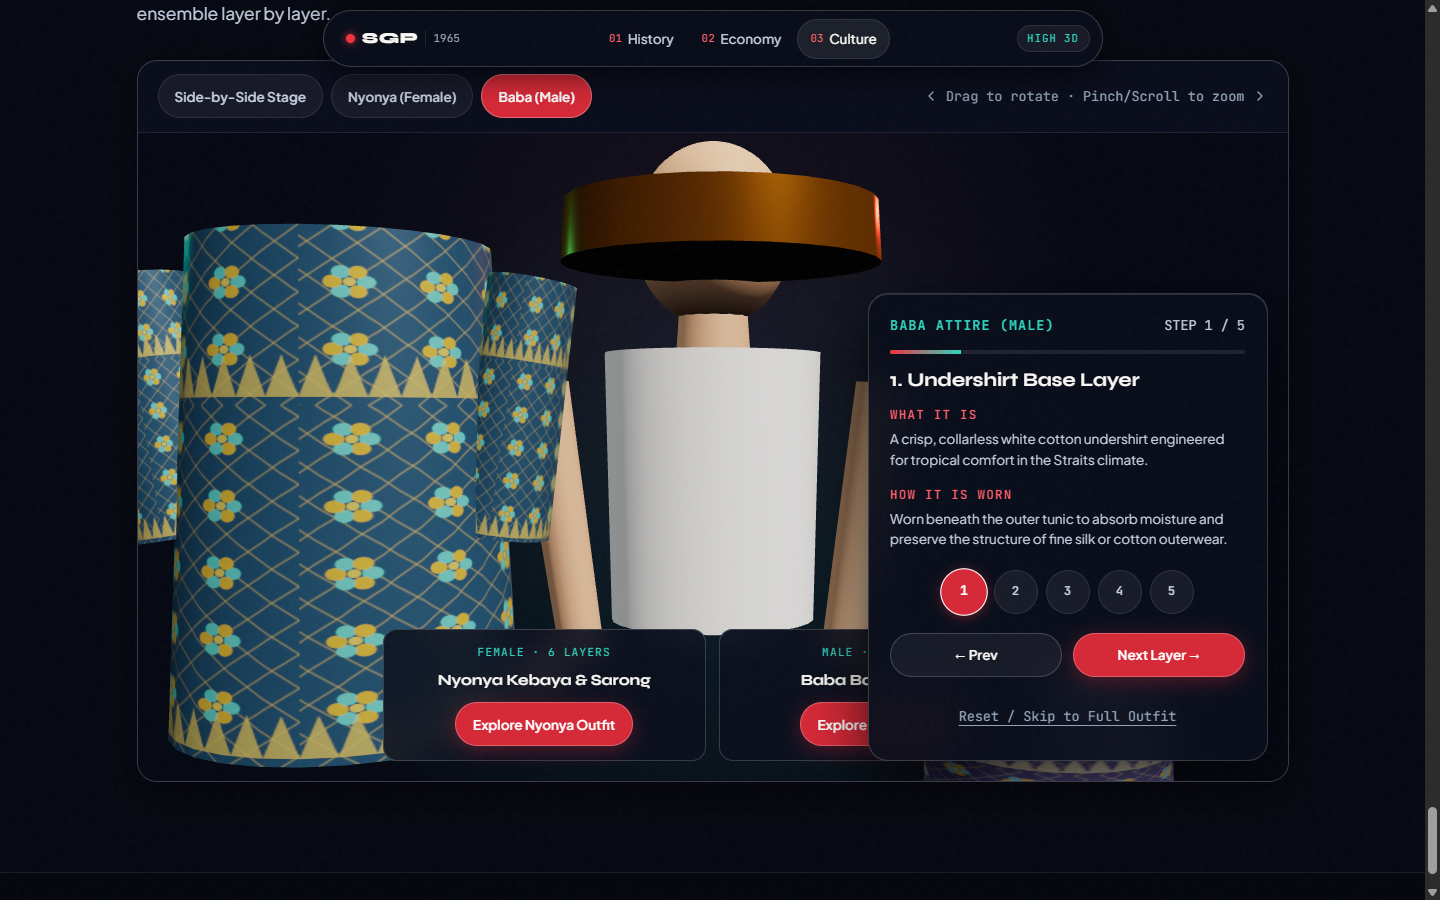 ensemble layer by layer.
SGP 1965
01 History
02 Economy
03 Culture
HIGH 3D
Side-by-Side Stage
Nyonya (Female)
Baba (Male)
Drag to rotate · Pinch/Scroll to zoom
BABA ATTIRE (MALE)
STEP 1 / 5
1. Undershirt Base Layer
WHAT IT IS
A crisp, collarless white cotton undershirt engineered
for tropical comfort in the Straits climate.
HOW IT IS WORN
Worn beneath the outer tunic to absorb moisture and
preserve the structure of fine silk or cotton outerwear.
1 2 3 4 5
← Prev
Next Layer →
Reset / Skip to Full Outfit
FEMALE · 6 LAYERS
Nyonya Kebaya & Sarong
Explore Nyonya Outfit
MALE ·
Baba
Explore